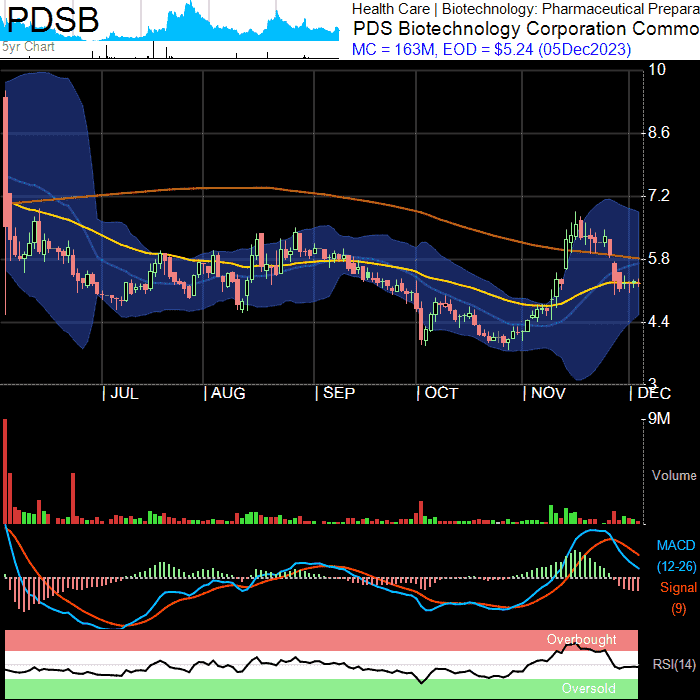 PDSB
5yr Chart
Health Care | Biotechnology: Pharmaceutical Prepara
PDS Biotechnology Corporation Commo
MC = 163M, EOD = $5.24 (05Dec2023)
10
8.6
7.2
5.8
4.4
3
| JUL | AUG | SEP | OCT | NOV | DEC
9M
Volume
MACD
(12-26)
Signal
(9)
Overbought
RSI(14)
Oversold